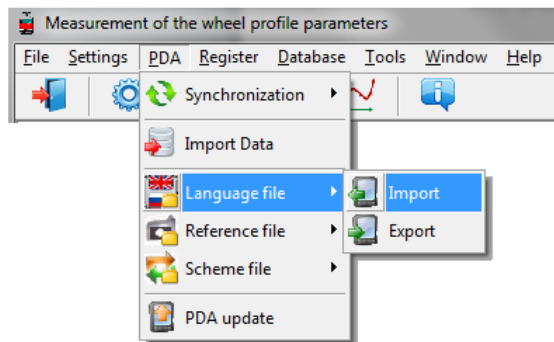 Measurement of the wheel profile parameters
File Settings PDA Register Database Tools Window Help
Synchronization
Import Data
Language file
Import
Reference file
Export
Scheme file
PDA update